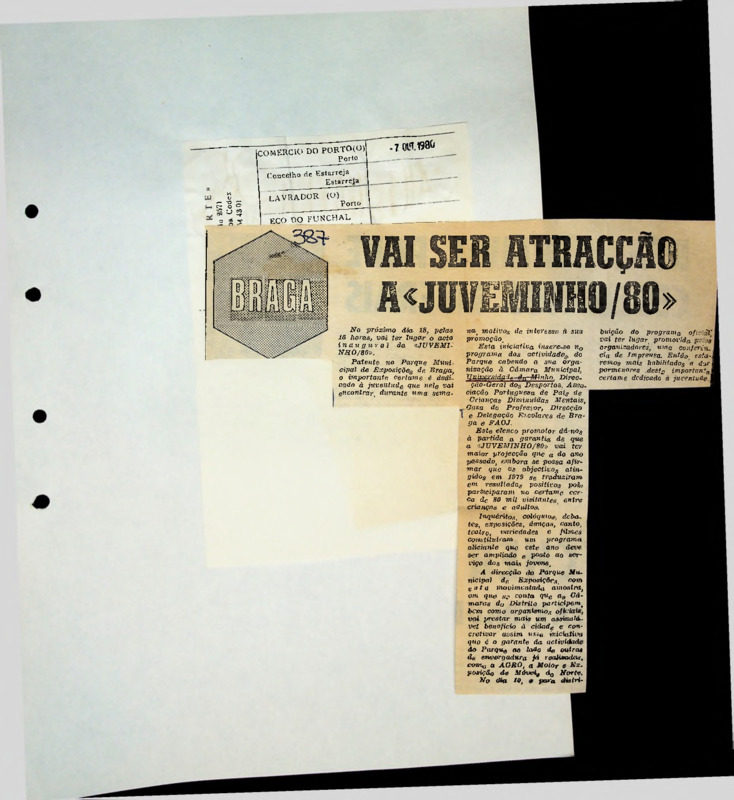 COMÉRCIO DO PORTO(O)
Porto
- 7 OUT. 1980
Concelho de Estarreja
Estarreja
LAVRADOR (O)
Porto
ECO DO FUNCHAL
387
BRAGA
VAI SER ATRACÇÃO
A «JUVEMINHO/80»
No próximo dia 18, pelas
16 horas, vai ter lugar o acto
inaugural da «JUVEMI-
NHO/80».
Patente no Parque Muni-
cipal de Exposições de Braga,
o importante certame é dedi-
cado à juventude que nele vai
encontrar, durante uma sema-
na, motivos de interesse à sua
promoção.
Esta iniciativa insere-se no
programa das actividades do
Parque cabendo a sua orga-
nização à Câmara Municipal,
Universidade do Minho, Direc-
ção-Geral dos Desportos, Asso-
ciação Portuguesa de Pais de
Crianças Diminuídas Mentais,
Casa do Professor, Direcção
e Delegação Escolares de Bra-
ga e FAOJ.
Este elenco promotor dá-nos
à partida a garantia de que
a «JUVEMINHO/80» vai ter
maior projecção que a do ano
passado, embora se possa afir-
mar que os objectivos atin-
gidos em 1979 se traduziram
em resultados positivos pois
participaram no certame cer-
ca de 80 mil visitantes, entre
crianças e adultos.
Inquéritos, colóquios, deba-
tes, exposições, danças, canto,
teatro, variedades e filmes
constituíram um programa
aliciante que este ano deve
ser ampliado e posto ao ser-
viço dos mais jovens.
A direcção do Parque Mu-
nicipal de Exposições, com
esta movimentada amostra,
em que se conta que as Câ-
maras do Distrito participem,
bem como organismos oficiais,
vai prestar mais um assinalá-
vel benefício à cidade e con-
cretizar assim uma iniciativa
que é o garante da actividade
do Parque ao lado de outras
de envergadura já realizadas,
como a AGRO, a Motor e Ex-
posição de Móveis do Norte.
No dia 10, e para distri-
buição do programa oficial,
vai ter lugar, promovida pelos
organizadores, uma conferên-
cia de Imprensa. Então esta-
remos mais habilitados a dar
pormenores deste importante
certame dedicado à juventude.